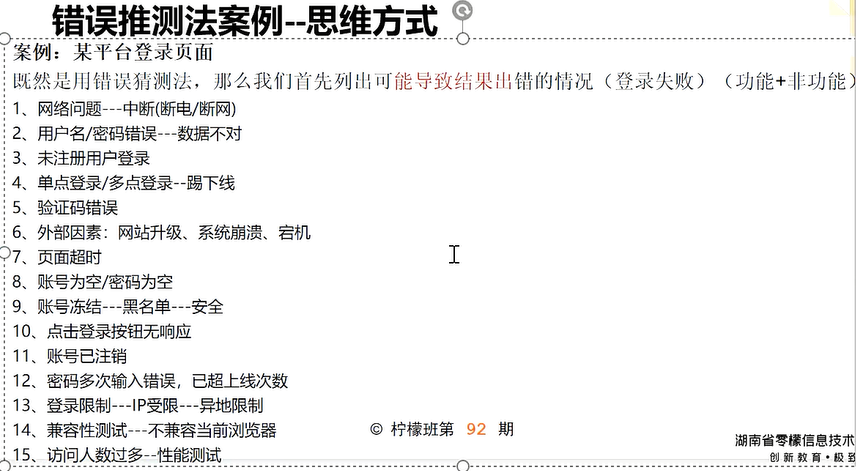 错误推测法案例--思维方式
案例：某平台登录页面
既然是用错误猜测法，那么我们首先列出可能导致结果出错的情况（登录失败）（功能+非功能）
1、网络问题---中断(断电/断网)
2、用户名/密码错误---数据不对
3、未注册用户登录
4、单点登录/多点登录--踢下线
5、验证码错误
6、外部因素：网站升级、系统崩溃、宕机
7、页面超时
8、账号为空/密码为空
9、账号冻结---黑名单---安全
10、点击登录按钮无响应
11、账号已注销
12、密码多次输入错误，已超上线次数
13、登录限制---IP受限---异地限制
14、兼容性测试---不兼容当前浏览器
15、访问人数过多--性能测试
© 柠檬班第 92 期
湖南省零檬信息技术
创新教育•极致